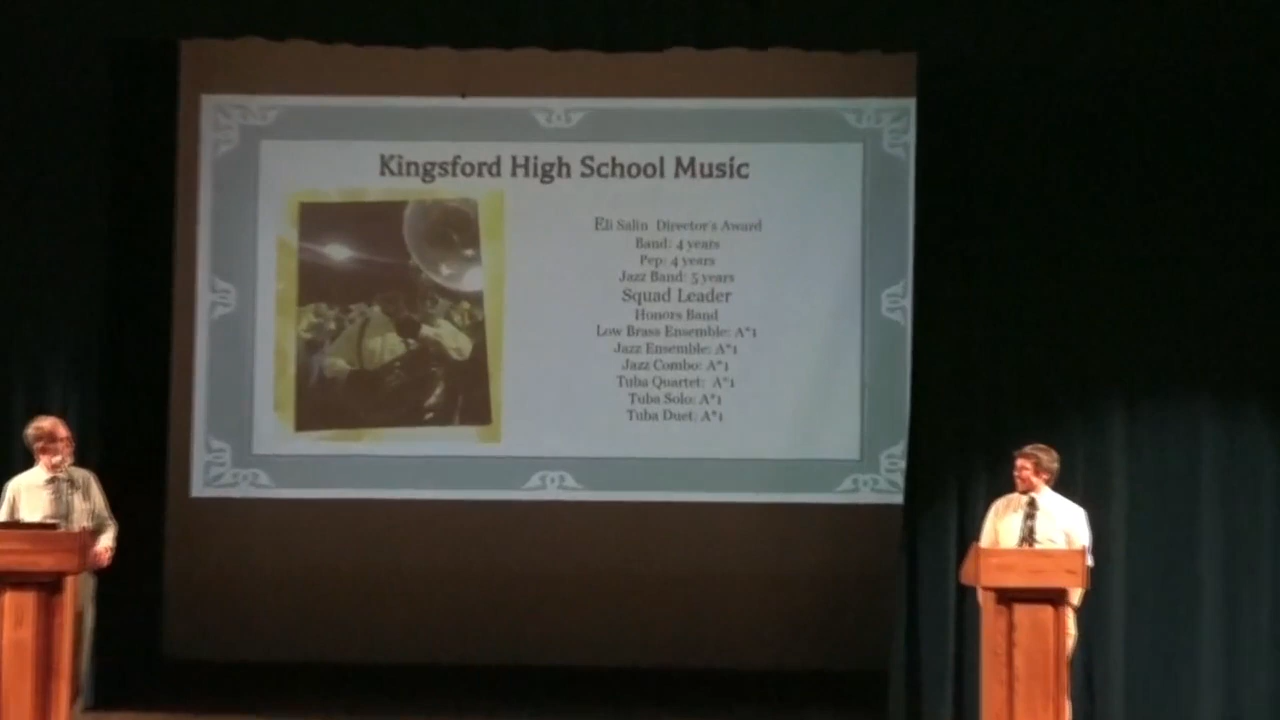 Kingsford High School Music
Eli Salin Director's Award
Band: 4 years
Pep: 4 years
Jazz Band: 5 years
Squad Leader
Honors Band
Low Brass Ensemble: A*1
Jazz Ensemble: A*1
Jazz Combo: A*1
Tuba Quartet: A*1
Tuba Solo: A*1
Tuba Duet: A*1